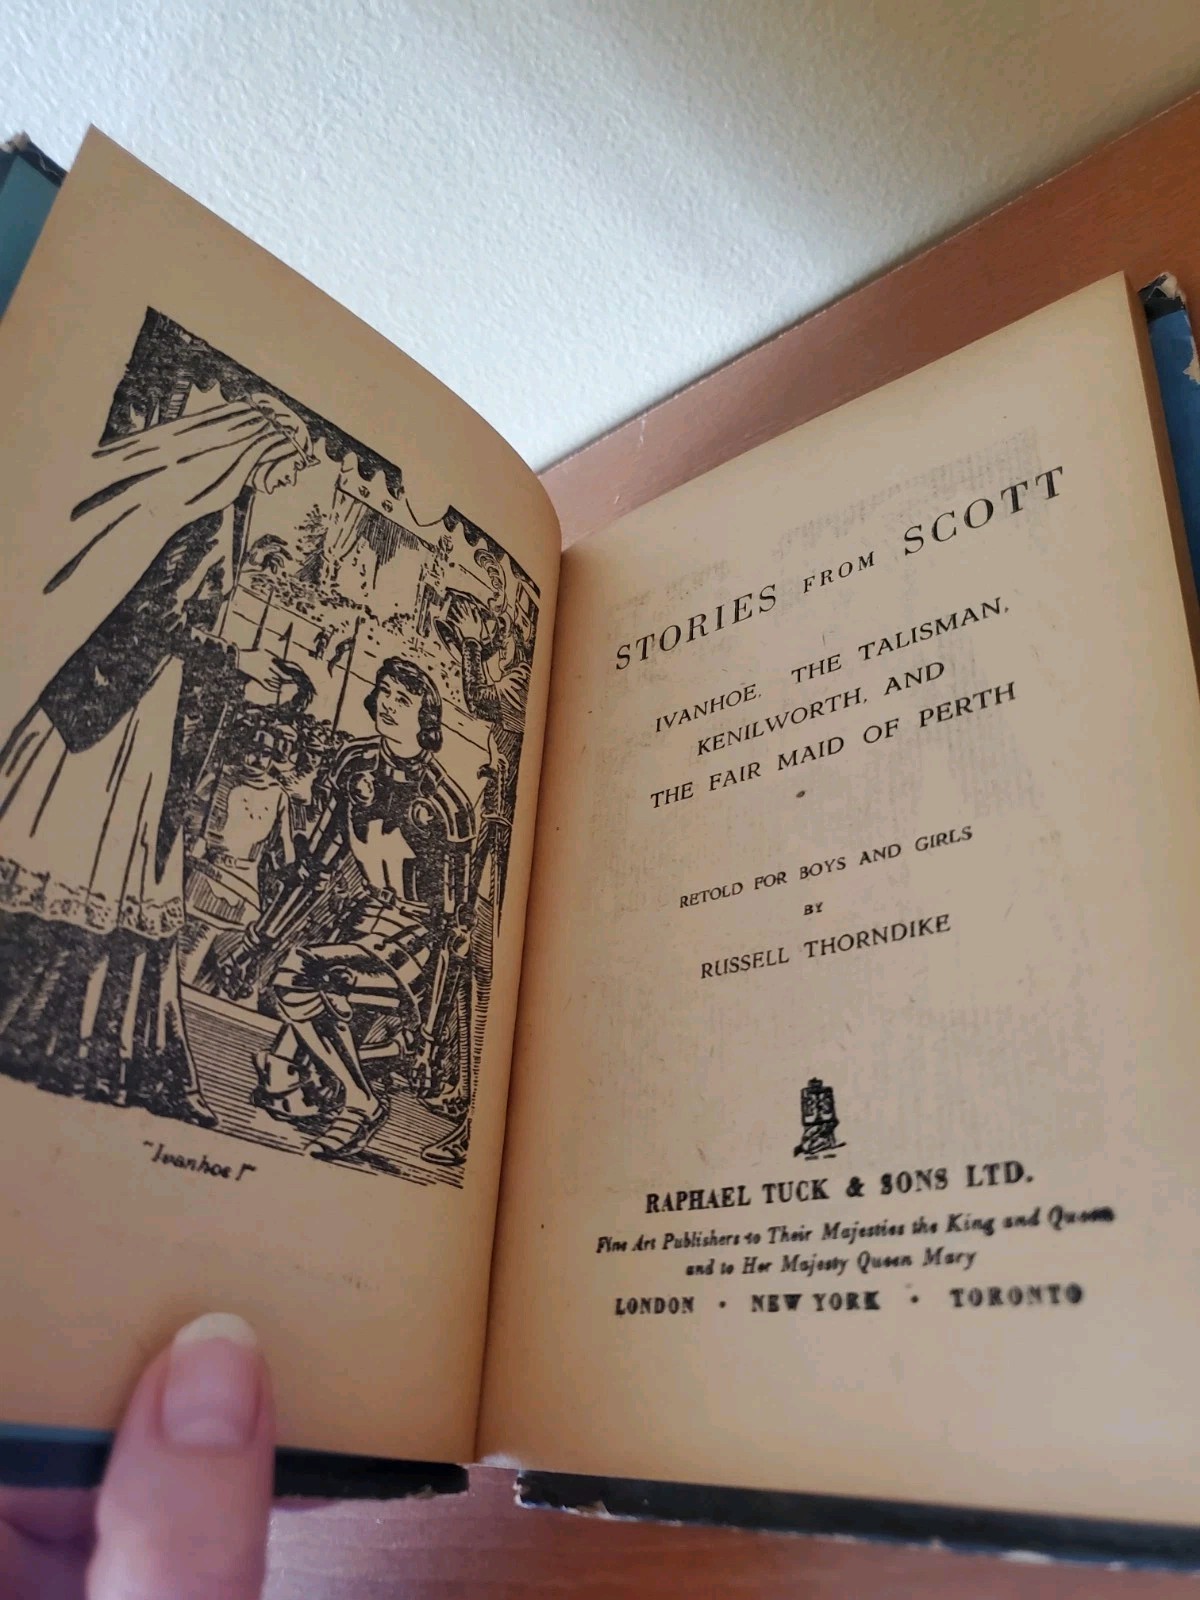 "Ivanhoe!"
STORIES FROM SCOTT
IVANHOE, THE TALISMAN,
KENILWORTH, AND
THE FAIR MAID OF PERTH
RETOLD FOR BOYS AND GIRLS
BY
RUSSELL THORNDIKE
RAPHAEL TUCK & SONS LTD.
Fine Art Publishers to Their Majesties the King and Queen
and to Her Majesty Queen Mary
LONDON · NEW YORK · TORONTO